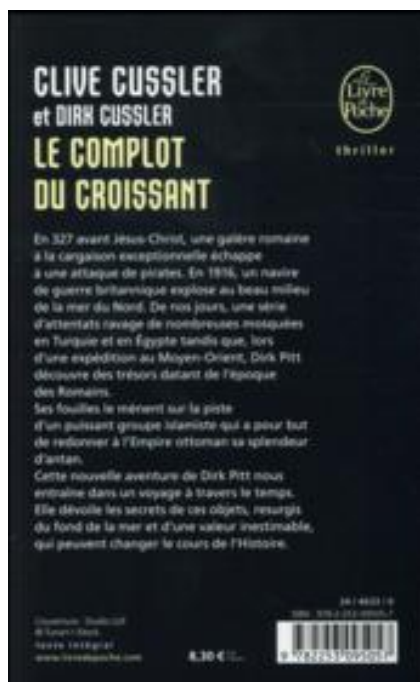 CLIVE CUSSLER
et DIRK CUSSLER
LE COMPLOT
DU CROISSANT
Le
Livre
de
Poche
thriller
En 327 avant Jésus-Christ, une galère romaine
à la cargaison exceptionnelle échappe
à une attaque de pirates. En 1916, un navire
de guerre britannique explose au beau milieu
de la mer du Nord. De nos jours, une série
d'attentats ravage de nombreuses mosquées
en Turquie et en Égypte tandis que, lors
d'une expédition au Moyen-Orient, Dirk Pitt
découvre des trésors datant de l'époque
des Romains.
Ses fouilles le mènent sur la piste
d'un puissant groupe islamiste qui a pour but
de redonner à l'Empire ottoman sa splendeur
d'antan.
Cette nouvelle aventure de Dirk Pitt nous
entraîne dans un voyage à travers le temps.
Elle dévoile les secrets de ces objets, resurgis
du fond de la mer et d'une valeur inestimable,
qui peuvent changer le cours de l'Histoire.
Couverture : Studio LGF
texte intégral
www.livredepoche.com
8,30 €
9 782253 095057